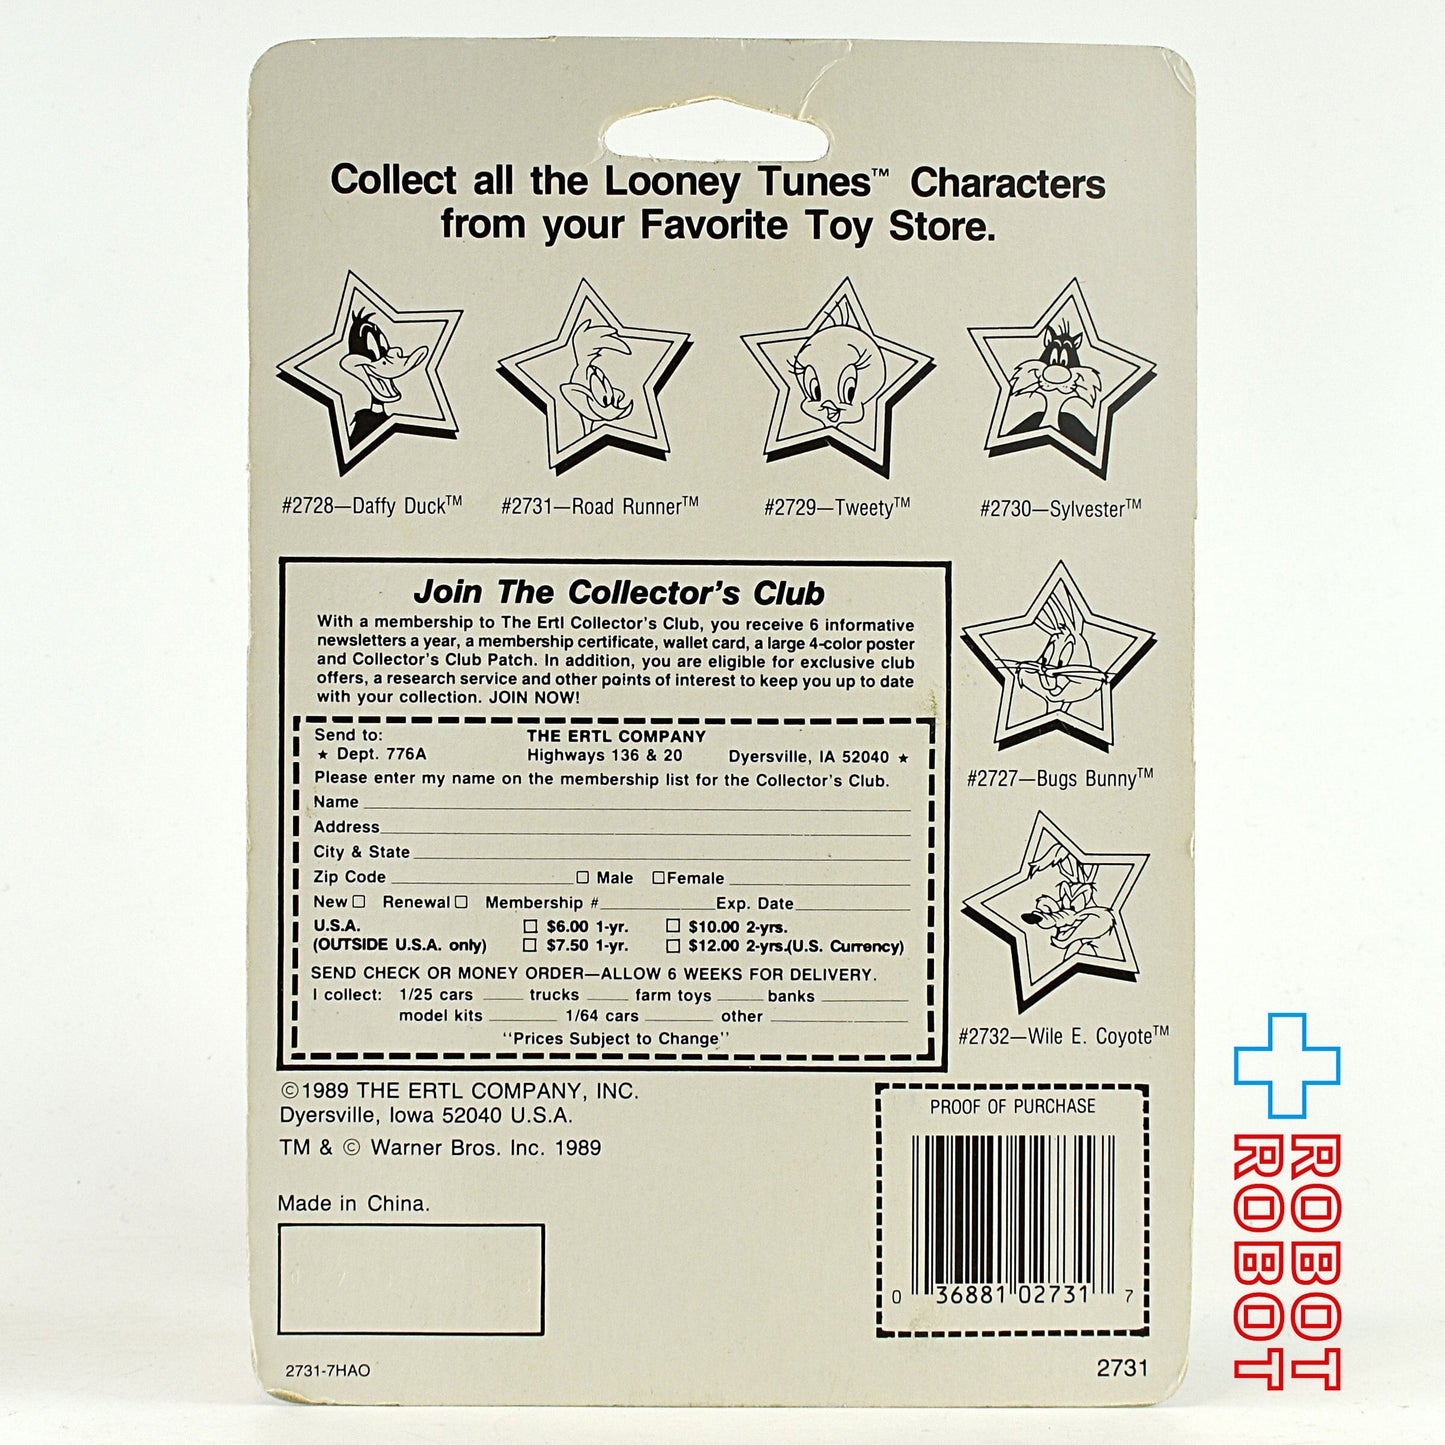 Collect all the Looney Tunes™ Characters
from your Favorite Toy Store.
#2728—Daffy Duck™
#2731—Road Runner™
#2729—Tweety™
#2730—Sylvester™
Join The Collector's Club
With a membership to The Ertl Collector's Club, you receive 6 informative
newsletters a year, a membership certificate, wallet card, a large 4-color poster
and Collector's Club Patch. In addition, you are eligible for exclusive club
offers, a research service and other points of interest to keep you up to date
with your collection. JOIN NOW!
Send to: THE ERTL COMPANY
★ Dept. 776A Highways 136 & 20 Dyersville, IA 52040 ★
Please enter my name on the membership list for the Collector's Club.
Name
Address
City & State
Zip Code □ Male □ Female
New □ Renewal □ Membership # Exp. Date
U.S.A. □ $6.00 1-yr. □ $10.00 2-yrs.
(OUTSIDE U.S.A. only) □ $7.50 1-yr. □ $12.00 2-yrs.(U.S. Currency)
SEND CHECK OR MONEY ORDER—ALLOW 6 WEEKS FOR DELIVERY.
I collect: 1/25 cars trucks farm toys banks
model kits 1/64 cars other
"Prices Subject to Change"
#2727—Bugs Bunny™
#2732—Wile E. Coyote™
©1989 THE ERTL COMPANY, INC.
Dyersville, Iowa 52040 U.S.A.
TM & © Warner Bros. Inc. 1989
Made in China.
PROOF OF PURCHASE
0 36881 02731 7
2731-7HAO
2731
ROBOT
ROBOT